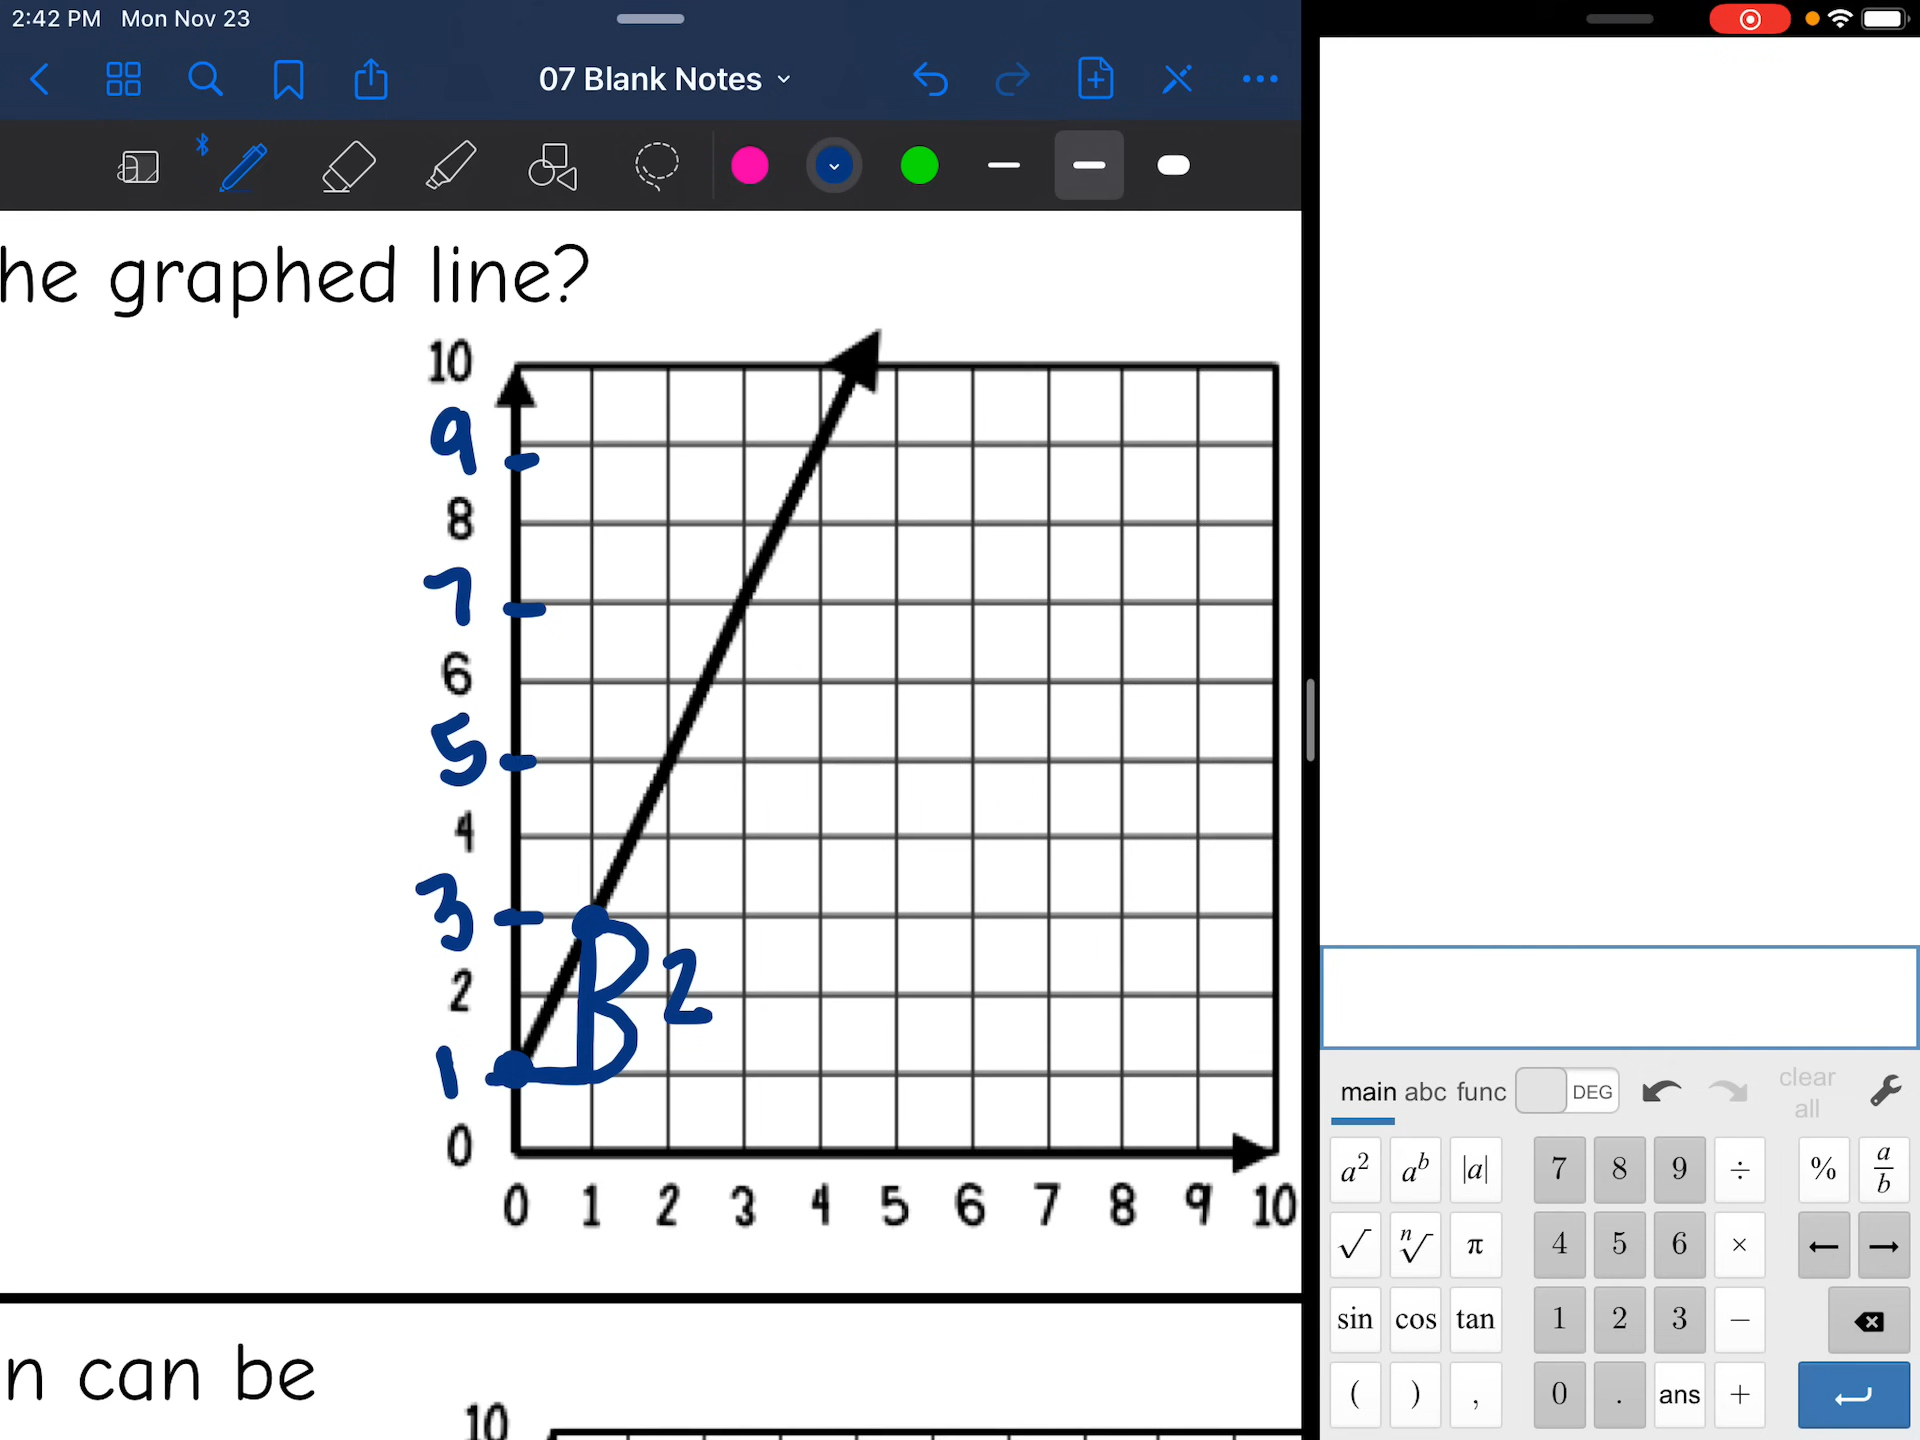 2:42 PM Mon Nov 23
07 Blank Notes
he graphed line?
10
9
8
7
6
5
4
3
2
2
1
0
0 1 2 3 4 5 6 7 8 9 10
n can be
10
main abc func DEG clear all
a² aᵇ |a| 7 8 9 ÷ % a/b
√ ⁿ√ π 4 5 6 × ← →
sin cos tan 1 2 3 −
( ) , 0 . ans +